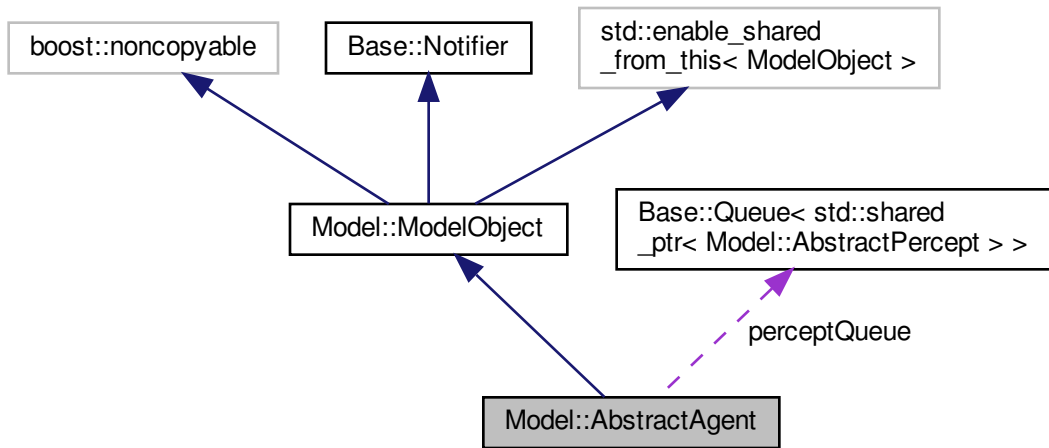 boost::noncopyable
Base::Notifier
std::enable_shared
_from_this< ModelObject >
Model::ModelObject
Base::Queue< std::shared
_ptr< Model::AbstractPercept > >
perceptQueue
Model::AbstractAgent